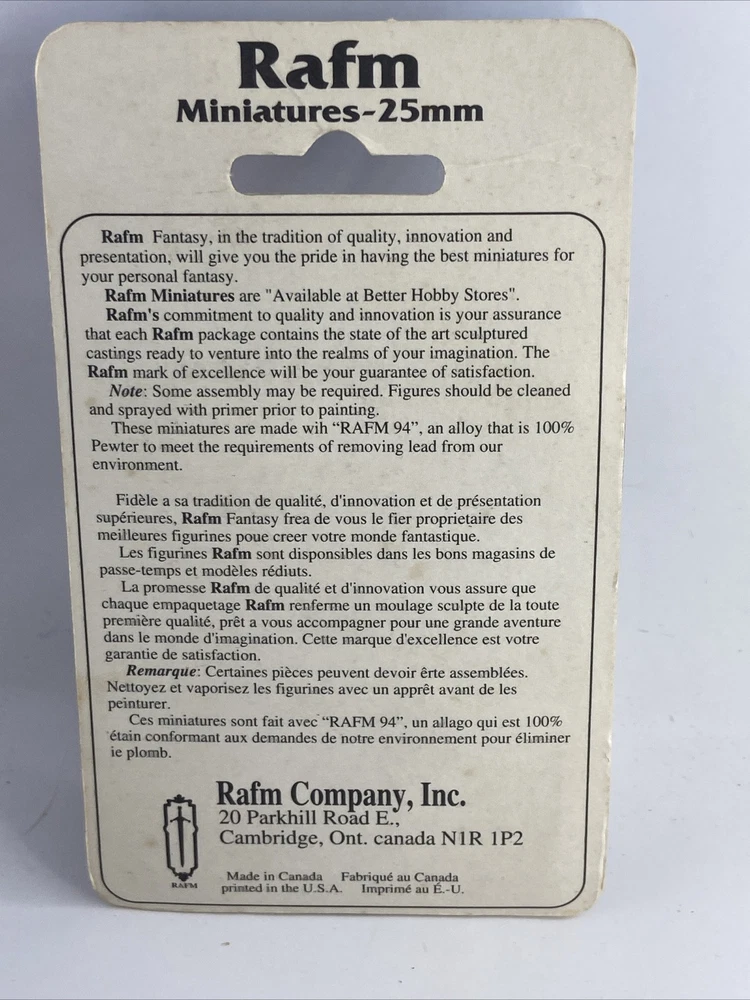 Rafm
Miniatures-25mm
Rafm Fantasy, in the tradition of quality, innovation and
presentation, will give you the pride in having the best miniatures for
your personal fantasy.
Rafm Miniatures are "Available at Better Hobby Stores".
Rafm's commitment to quality and innovation is your assurance
that each Rafm package contains the state of the art sculptured
castings ready to venture into the realms of your imagination. The
Rafm mark of excellence will be your guarantee of satisfaction.
Note: Some assembly may be required. Figures should be cleaned
and sprayed with primer prior to painting.
These miniatures are made wih “RAFM 94”, an alloy that is 100%
Pewter to meet the requirements of removing lead from our
environment.
Fidèle a sa tradition de qualité, d'innovation et de présentation
supérieures, Rafm Fantasy frea de vous le fier proprietaire des
meilleures figurines poue creer votre monde fantastique.
Les figurines Rafm sont disponsibles dans les bons magasins de
passe-temps et modèles rédiuts.
La promesse Rafm de qualité et d'innovation vous assure que
chaque empaquetage Rafm renferme un moulage sculpte de la toute
première qualité, prêt a vous accompagner pour une grande aventure
dans le monde d'imagination. Cette marque d'excellence est votre
garantie de satisfaction.
Remarque: Certaines pièces peuvent devoir êrte assemblées.
Nettoyez et vaporisez les figurines avec un apprêt avant de les
peinturer.
Ces miniatures sont fait avec “RAFM 94”, un allago qui est 100%
étain conformant aux demandes de notre environnement pour éliminer
ie plomb.
Rafm Company, Inc.
20 Parkhill Road E.,
Cambridge, Ont. canada N1R 1P2
RAFM
Made in Canada Fabriqué au Canada
printed in the U.S.A. Imprimé au É.-U.